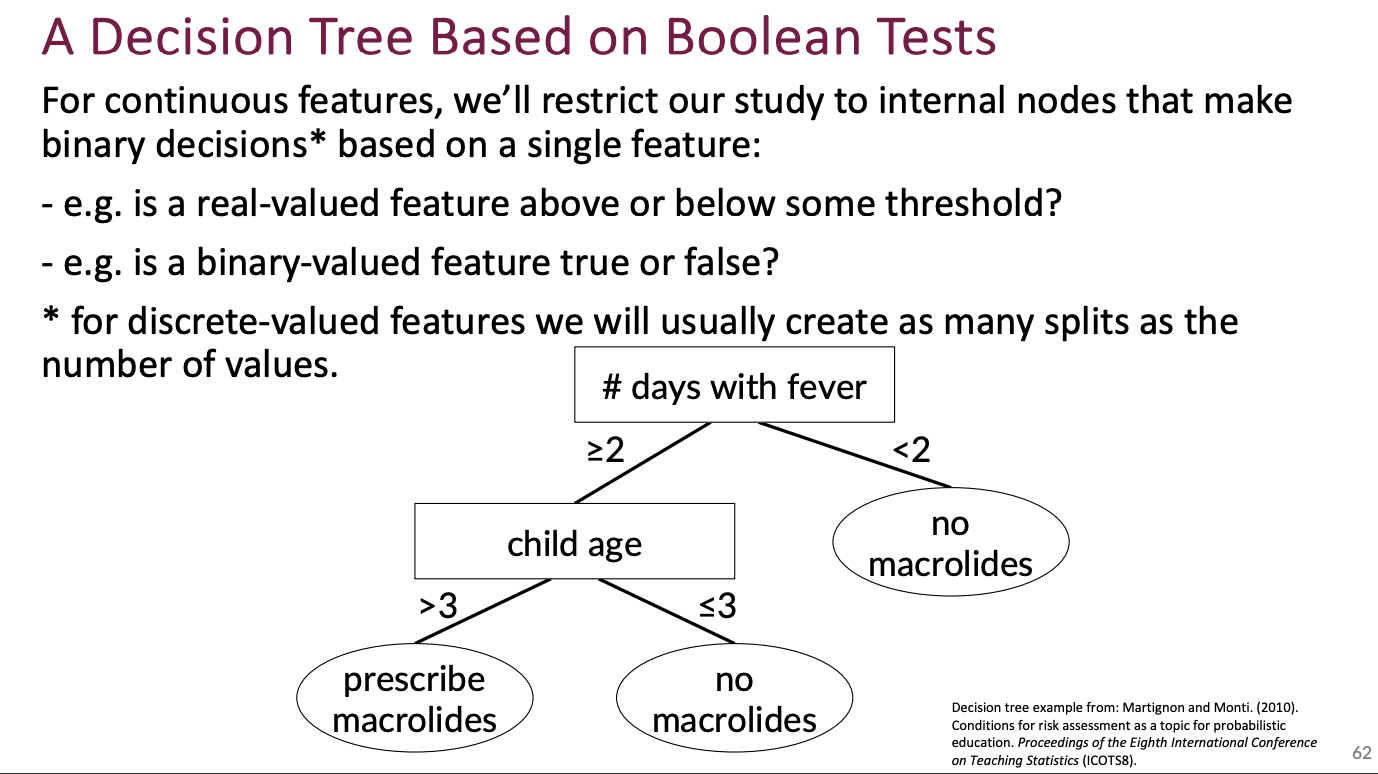 A Decision Tree Based on Boolean Tests
For continuous features, we’ll restrict our study to internal nodes that make
binary decisions* based on a single feature:
- e.g. is a real-valued feature above or below some threshold?
- e.g. is a binary-valued feature true or false?
* for discrete-valued features we will usually create as many splits as the
number of values.
# days with fever
≥2
<2
child age
no
macrolides
>3
≤3
prescribe
macrolides
no
macrolides
Decision tree example from: Martignon and Monti. (2010).
Conditions for risk assessment as a topic for probabilistic
education. Proceedings of the Eighth International Conference
on Teaching Statistics (ICOTS8).
62